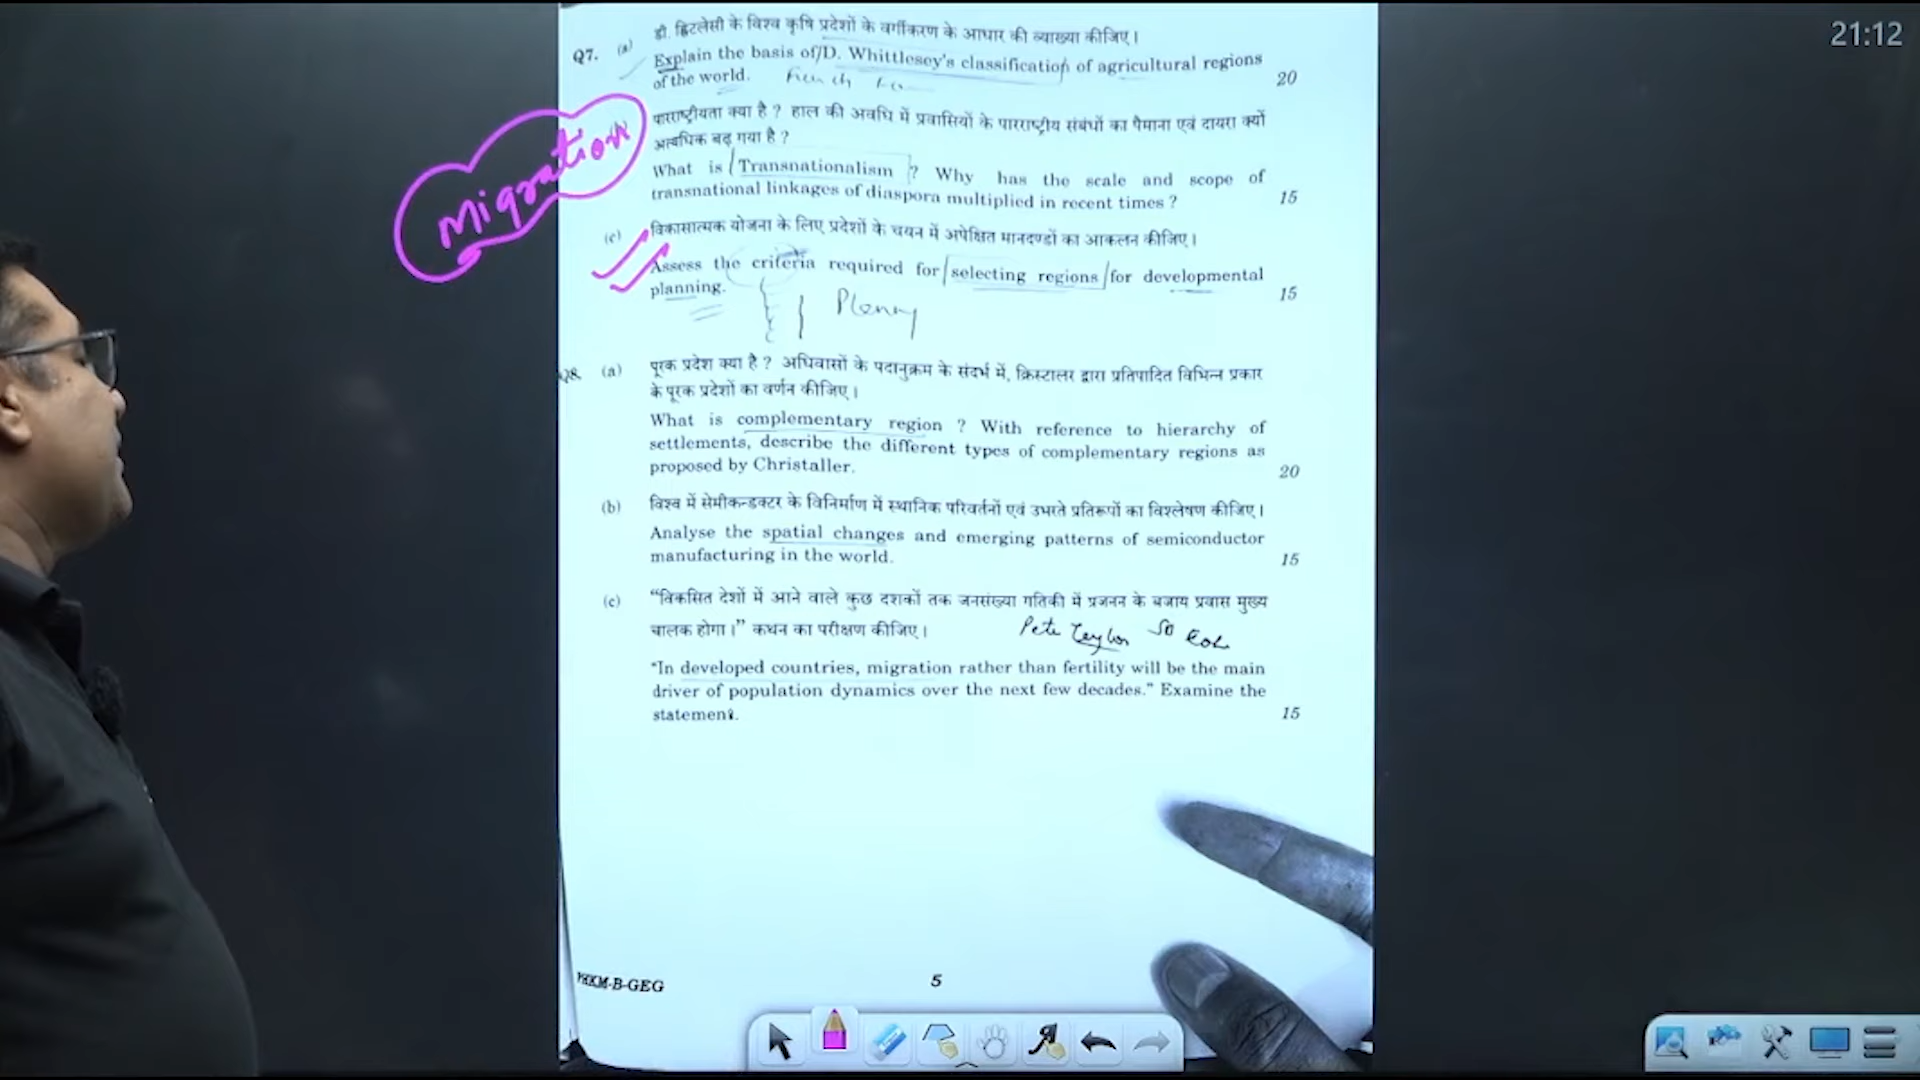 21:12
डी. ह्विटलेसी के विश्व कृषि प्रदेशों के वर्गीकरण के आधार की व्याख्या कीजिए।
Q7. (a)
Explain the basis of D. Whittlesey's classification of agricultural regions
of the world.
20
पारराष्ट्रीयता क्या है ? हाल की अवधि में प्रवासियों के पारराष्ट्रीय संबंधों का पैमाना एवं दायरा क्यों
अत्यधिक बढ़ गया है ?
Migration
What is Transnationalism ? Why has the scale and scope of
transnational linkages of diaspora multiplied in recent times ?
15
(c) विकासात्मक योजना के लिए प्रदेशों के चयन में अपेक्षित मानदण्डों का आकलन कीजिए।
Assess the criteria required for selecting regions for developmental
planning.
15
Q8. (a) पूरक प्रदेश क्या है ? अधिवासों के पदानुक्रम के संदर्भ में, क्रिस्टालर द्वारा प्रतिपादित विभिन्न प्रकार
के पूरक प्रदेशों का वर्णन कीजिए।
What is complementary region ? With reference to hierarchy of
settlements, describe the different types of complementary regions as
proposed by Christaller.
20
(b) विश्व में सेमीकन्डक्टर के विनिर्माण में स्थानिक परिवर्तनों एवं उभरते प्रतिरूपों का विश्लेषण कीजिए।
Analyse the spatial changes and emerging patterns of semiconductor
manufacturing in the world.
15
(c) “विकसित देशों में आने वाले कुछ दशकों तक जनसंख्या गतिकी में प्रजनन के बजाय प्रवास मुख्य
चालक होगा।” कथन का परीक्षण कीजिए।
"In developed countries, migration rather than fertility will be the main
driver of population dynamics over the next few decades." Examine the
statement.
15
HKM-B-GEG
5